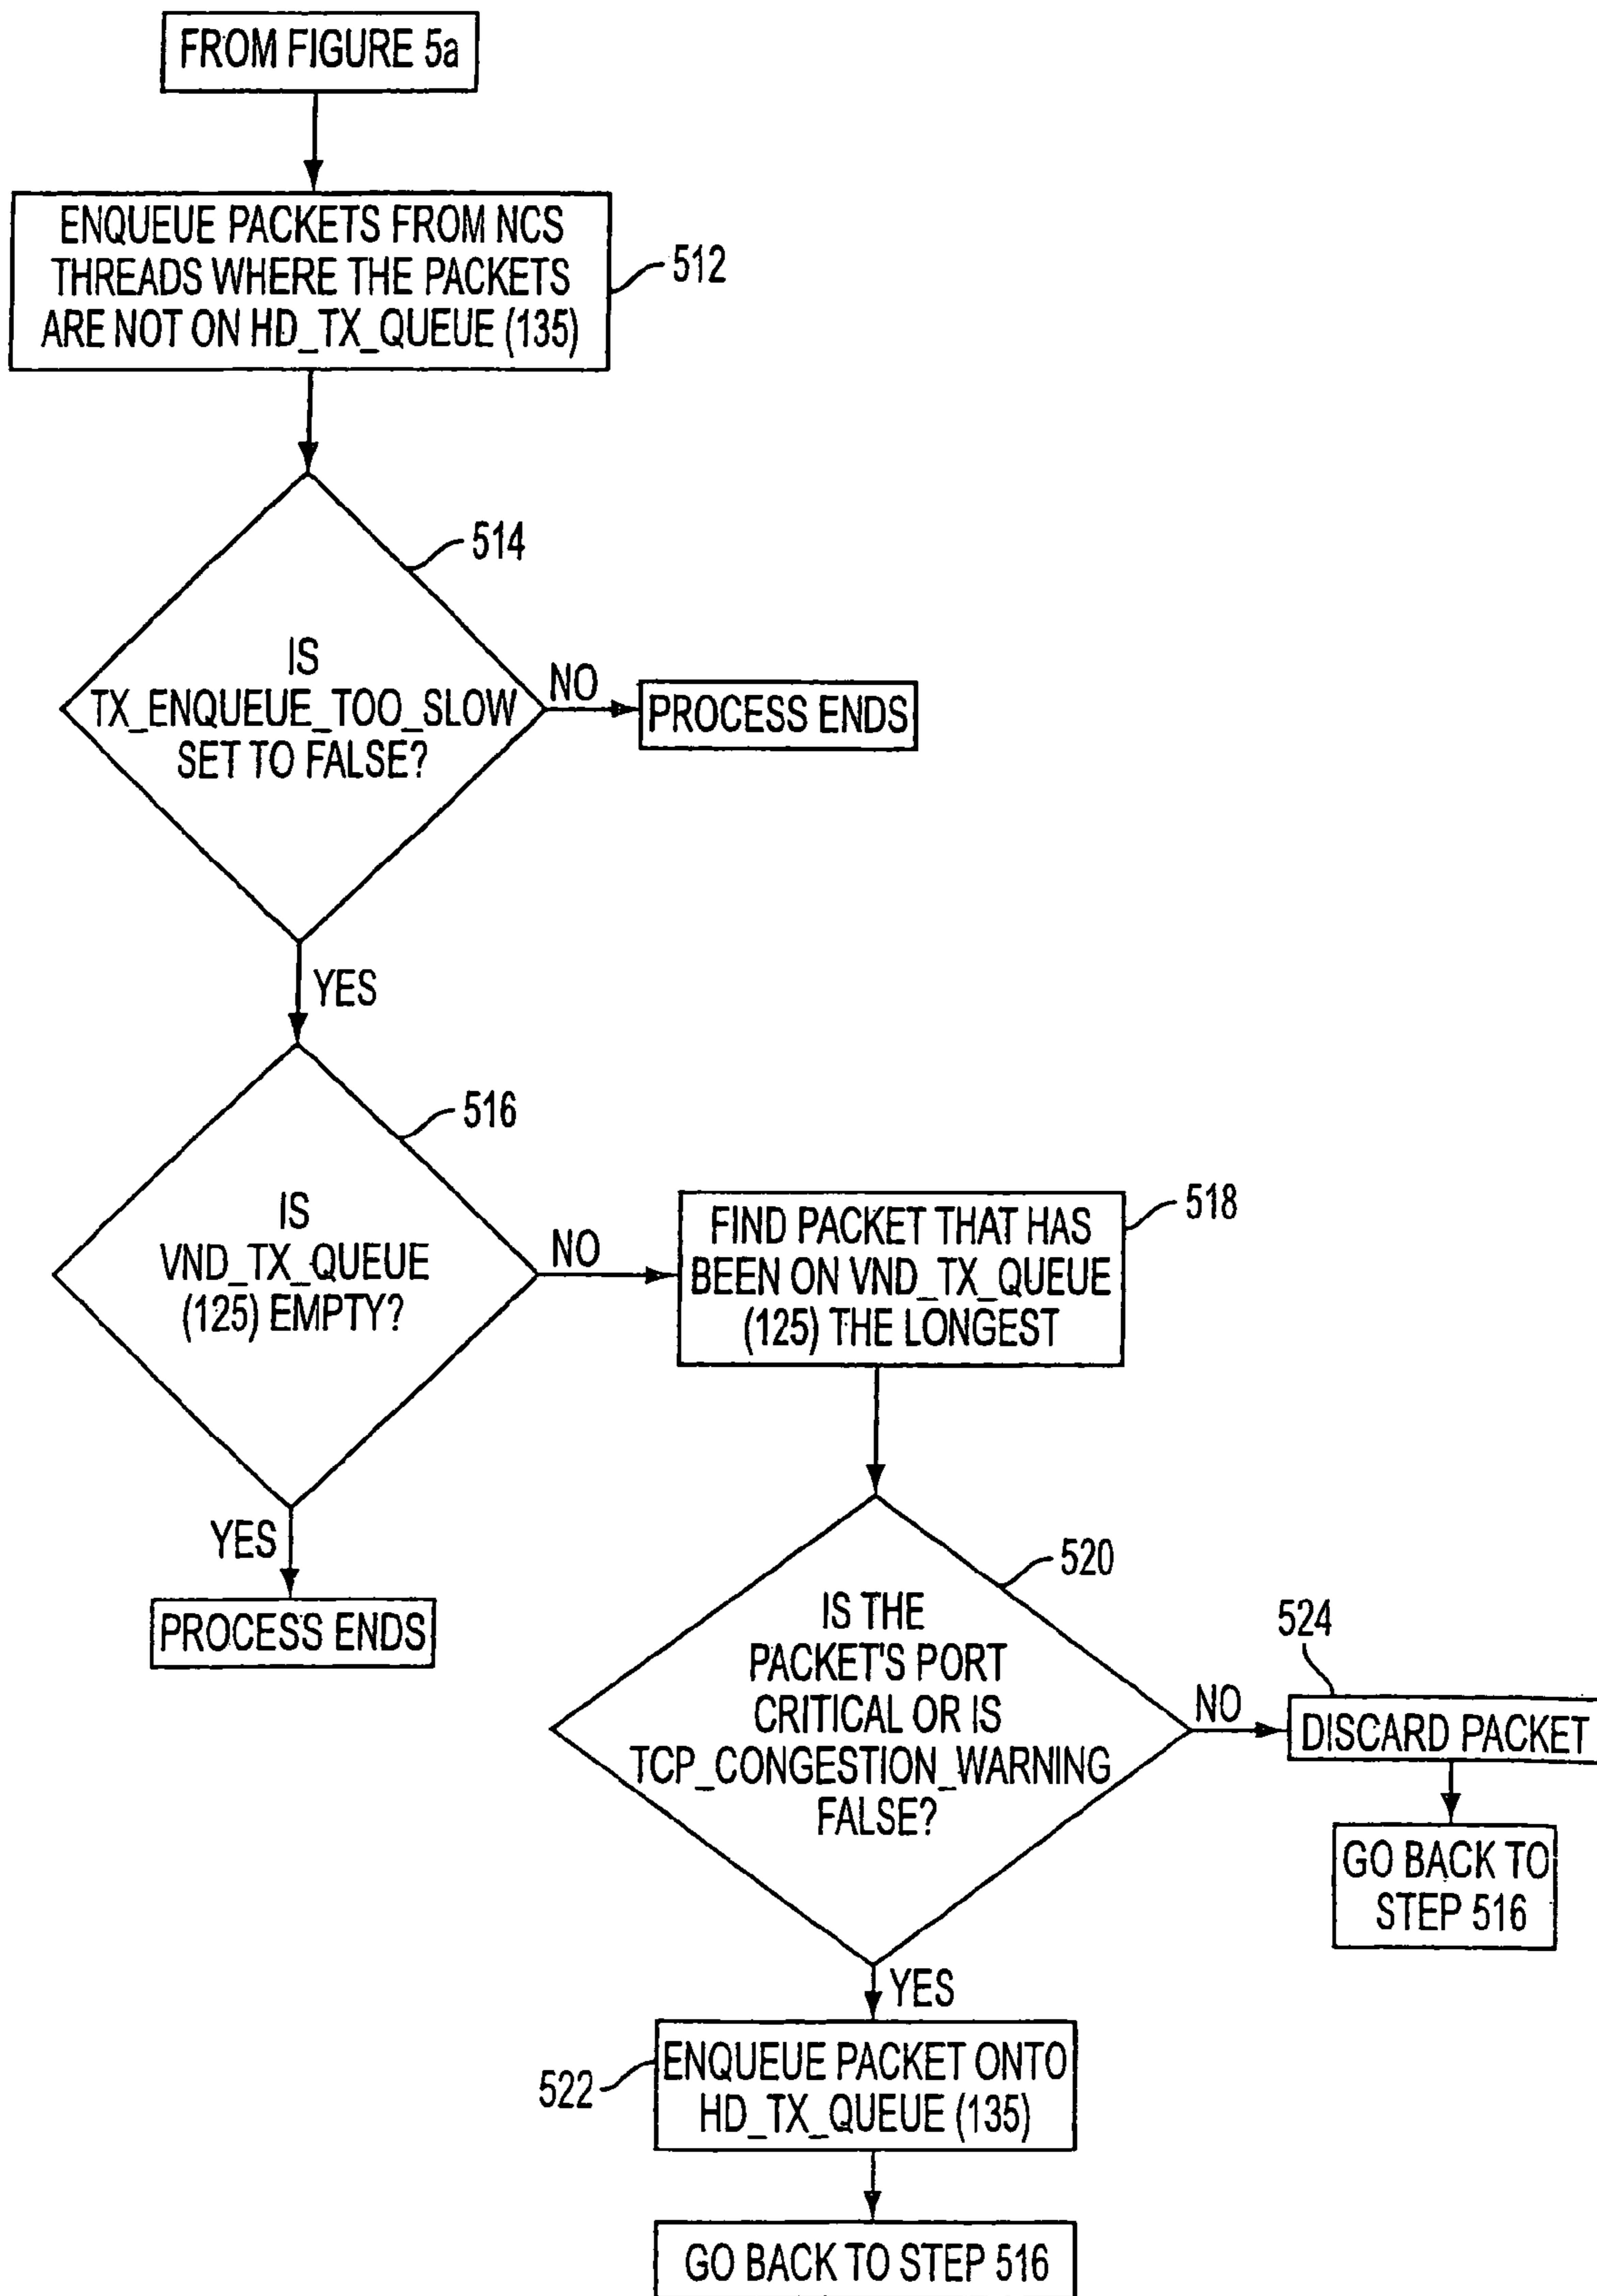 FROM FIGURE 5a
ENQUEUE PACKETS FROM NCS
THREADS WHERE THE PACKETS
ARE NOT ON HD_TX_QUEUE (135)
512
514
IS
TX_ENQUEUE_TOO_SLOW
SET TO FALSE?
NO
PROCESS ENDS
YES
516
IS
VND_TX_QUEUE
(125) EMPTY?
NO
518
FIND PACKET THAT HAS
BEEN ON VND_TX_QUEUE
(125) THE LONGEST
YES
PROCESS ENDS
520
IS THE
PACKET'S PORT
CRITICAL OR IS
TCP_CONGESTION_WARNING
FALSE?
NO
524
DISCARD PACKET
GO BACK TO
STEP 516
YES
522
ENQUEUE PACKET ONTO
HD_TX_QUEUE (135)
GO BACK TO STEP 516